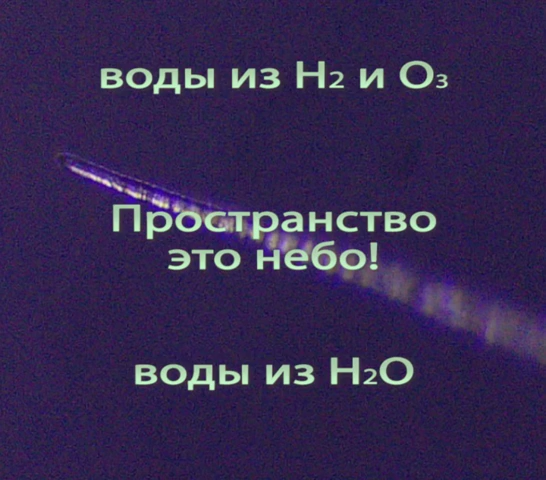 воды из H₂ и O₃
Пространство
это небо!
воды из H₂O